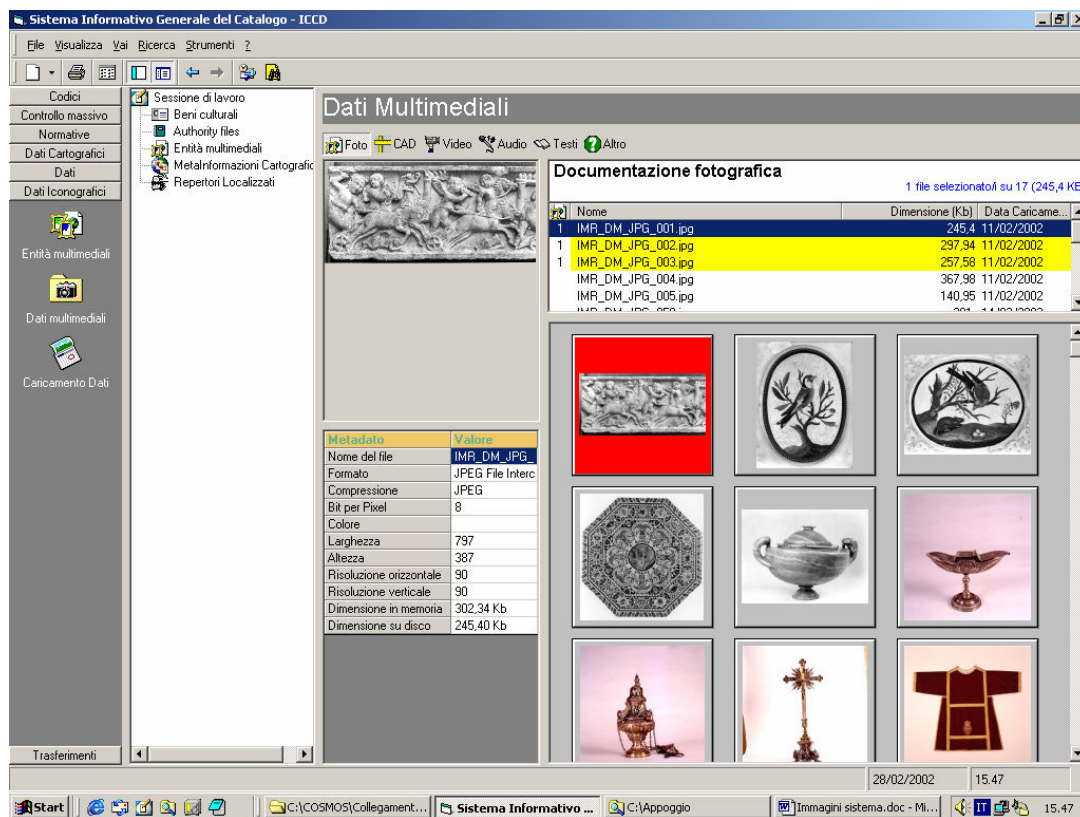 Sistema Informativo Generale del Catalogo - ICCD
File Visualizza Vai Ricerca Strumenti ?
Codici
Controllo massivo
Normative
Dati Cartografici
Dati
Dati Iconografici
Entità multimediali
Dati multimediali
Caricamento Dati
Trasferimenti
Sessione di lavoro
Beni culturali
Authority files
Entità multimediali
MetaInformazioni Cartografic
Repertori Localizzati
Dati Multimediali
Foto CAD Video Audio Testi Altro
Documentazione fotografica
1 file selezionato/i su 17 (245,4 KB
Nome Dimensione (Kb) Data Caricame...
1 IMR_DM_JPG_001.jpg 245,4 11/02/2002
1 IMR_DM_JPG_002.jpg 297,94 11/02/2002
1 IMR_DM_JPG_003.jpg 257,58 11/02/2002
IMR_DM_JPG_004.jpg 367,98 11/02/2002
IMR_DM_JPG_005.jpg 140,95 11/02/2002
Metadato Valore
Nome del file IMR_DM_JPG_
Formato JPEG File Interc
Compressione JPEG
Bit per Pixel 8
Colore
Larghezza 797
Altezza 387
Risoluzione orizzontale 90
Risoluzione verticale 90
Dimensione in memoria 302,34 Kb
Dimensione su disco 245,40 Kb
28/02/2002 15.47
Start C:\COSMOS\Collegament... Sistema Informativo ... C:\Appoggio Immagini sistema.doc - Mi... IT 15.47